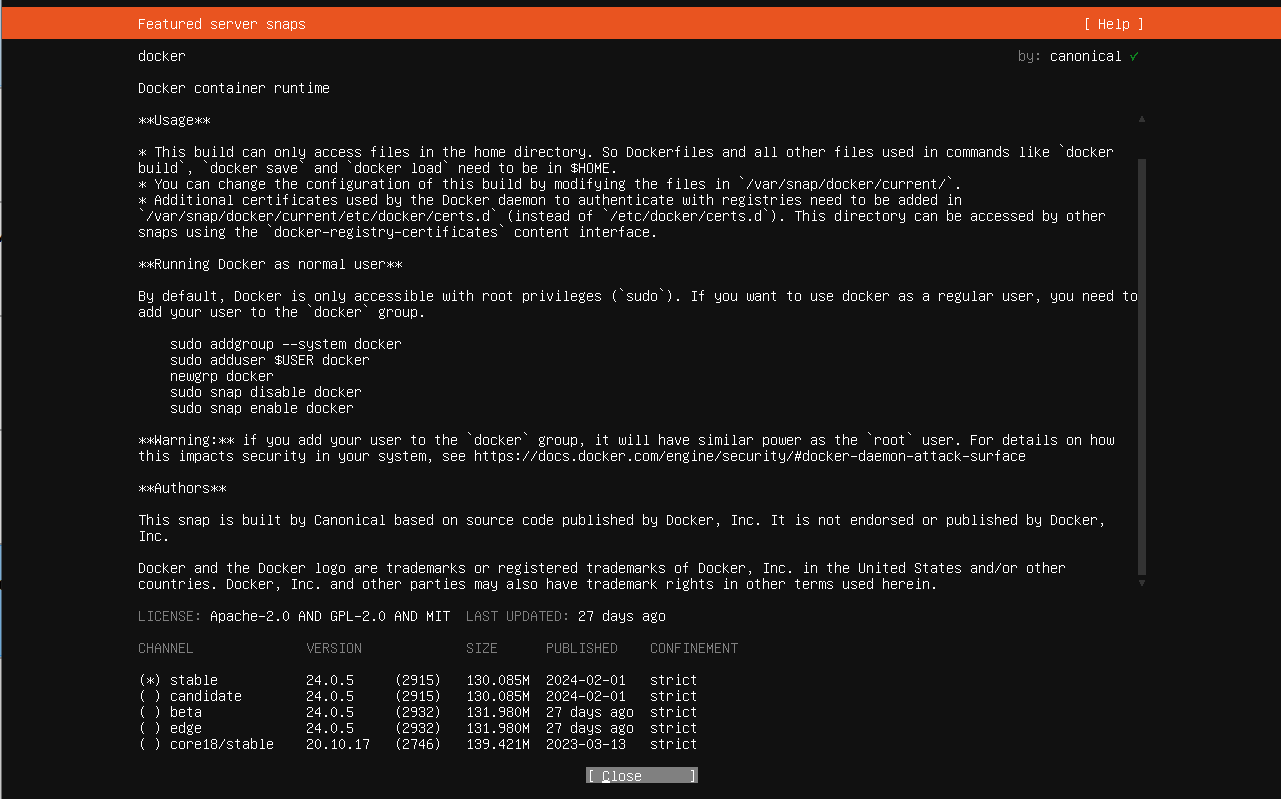 Featured server snaps [ Help ]
docker by: canonical ✓
Docker container runtime
**Usage**
* This build can only access files in the home directory. So Dockerfiles and all other files used in commands like `docker
build`, `docker save` and `docker load` need to be in $HOME.
* You can change the configuration of this build by modifying the files in `/var/snap/docker/current/`.
* Additional certificates used by the Docker daemon to authenticate with registries need to be added in
`/var/snap/docker/current/etc/docker/certs.d` (instead of `/etc/docker/certs.d`). This directory can be accessed by other
snaps using the `docker-registry-certificates` content interface.
**Running Docker as normal user**
By default, Docker is only accessible with root privileges (`sudo`). If you want to use docker as a regular user, you need to
add your user to the `docker` group.
sudo addgroup --system docker
sudo adduser $USER docker
newgrp docker
sudo snap disable docker
sudo snap enable docker
**Warning:** if you add your user to the `docker` group, it will have similar power as the `root` user. For details on how
this impacts security in your system, see https://docs.docker.com/engine/security/#docker-daemon-attack-surface
**Authors**
This snap is built by Canonical based on source code published by Docker, Inc. It is not endorsed or published by Docker,
Inc.
Docker and the Docker logo are trademarks or registered trademarks of Docker, Inc. in the United States and/or other
countries. Docker, Inc. and other parties may also have trademark rights in other terms used herein.
LICENSE: Apache-2.0 AND GPL-2.0 AND MIT LAST UPDATED: 27 days ago
CHANNEL VERSION SIZE PUBLISHED CONFINEMENT
(*) stable 24.0.5 (2915) 130.085M 2024-02-01 strict
( ) candidate 24.0.5 (2915) 130.085M 2024-02-01 strict
( ) beta 24.0.5 (2932) 131.980M 27 days ago strict
( ) edge 24.0.5 (2932) 131.980M 27 days ago strict
( ) core18/stable 20.10.17 (2746) 139.421M 2023-03-13 strict
[ Close ]